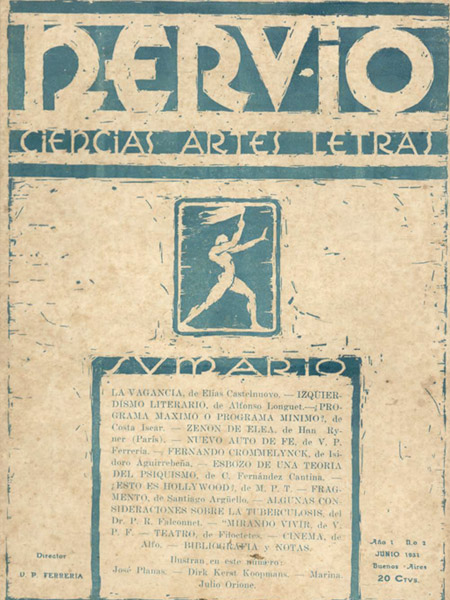 NERVIO
CIENCIAS ARTES LETRAS
SUMARIO
LA VAGANCIA, de Elías Castelnuovo. — IZQUIER-
DISMO LITERARIO, de Alfonso Longuet. — ¿PRO-
GRAMA MAXIMO O PROGRAMA MINIMO?, de
Costa Iscar. — ZENON DE ELEA, de Han Ry-
ner (París). — NUEVO AUTO DE FE, de V. P.
Ferrería. — FERNANDO CROMMELYNCK, de Isi-
doro Aguirrebeña. — ESBOZO DE UNA TEORIA
DEL PSIQUISMO, de C. Fernández Cantina. —
¡ESTO ES HOLLYWOOD!, de M. P. T. — FRAG-
MENTO, de Santiago Argüello. — ALGUNAS CON-
SIDERACIONES SOBRE LA TUBERCULOSIS, del
Dr. P. R. Falconnet. — "MIRANDO VIVIR, de V.
P. F. — TEATRO, de Filoctetes. — CINEMA, de
Alfo. — BIBLIOGRAFIA y NOTAS.
Ilustran en este número:
José Planas. — Dirk Kerst Koopmans. — Marina.
Julio Orione.
Director
V. P. FERRERIA
Año 1 N.o 2
JUNIO 1931
Buenos - Aires
20 Ctvs.